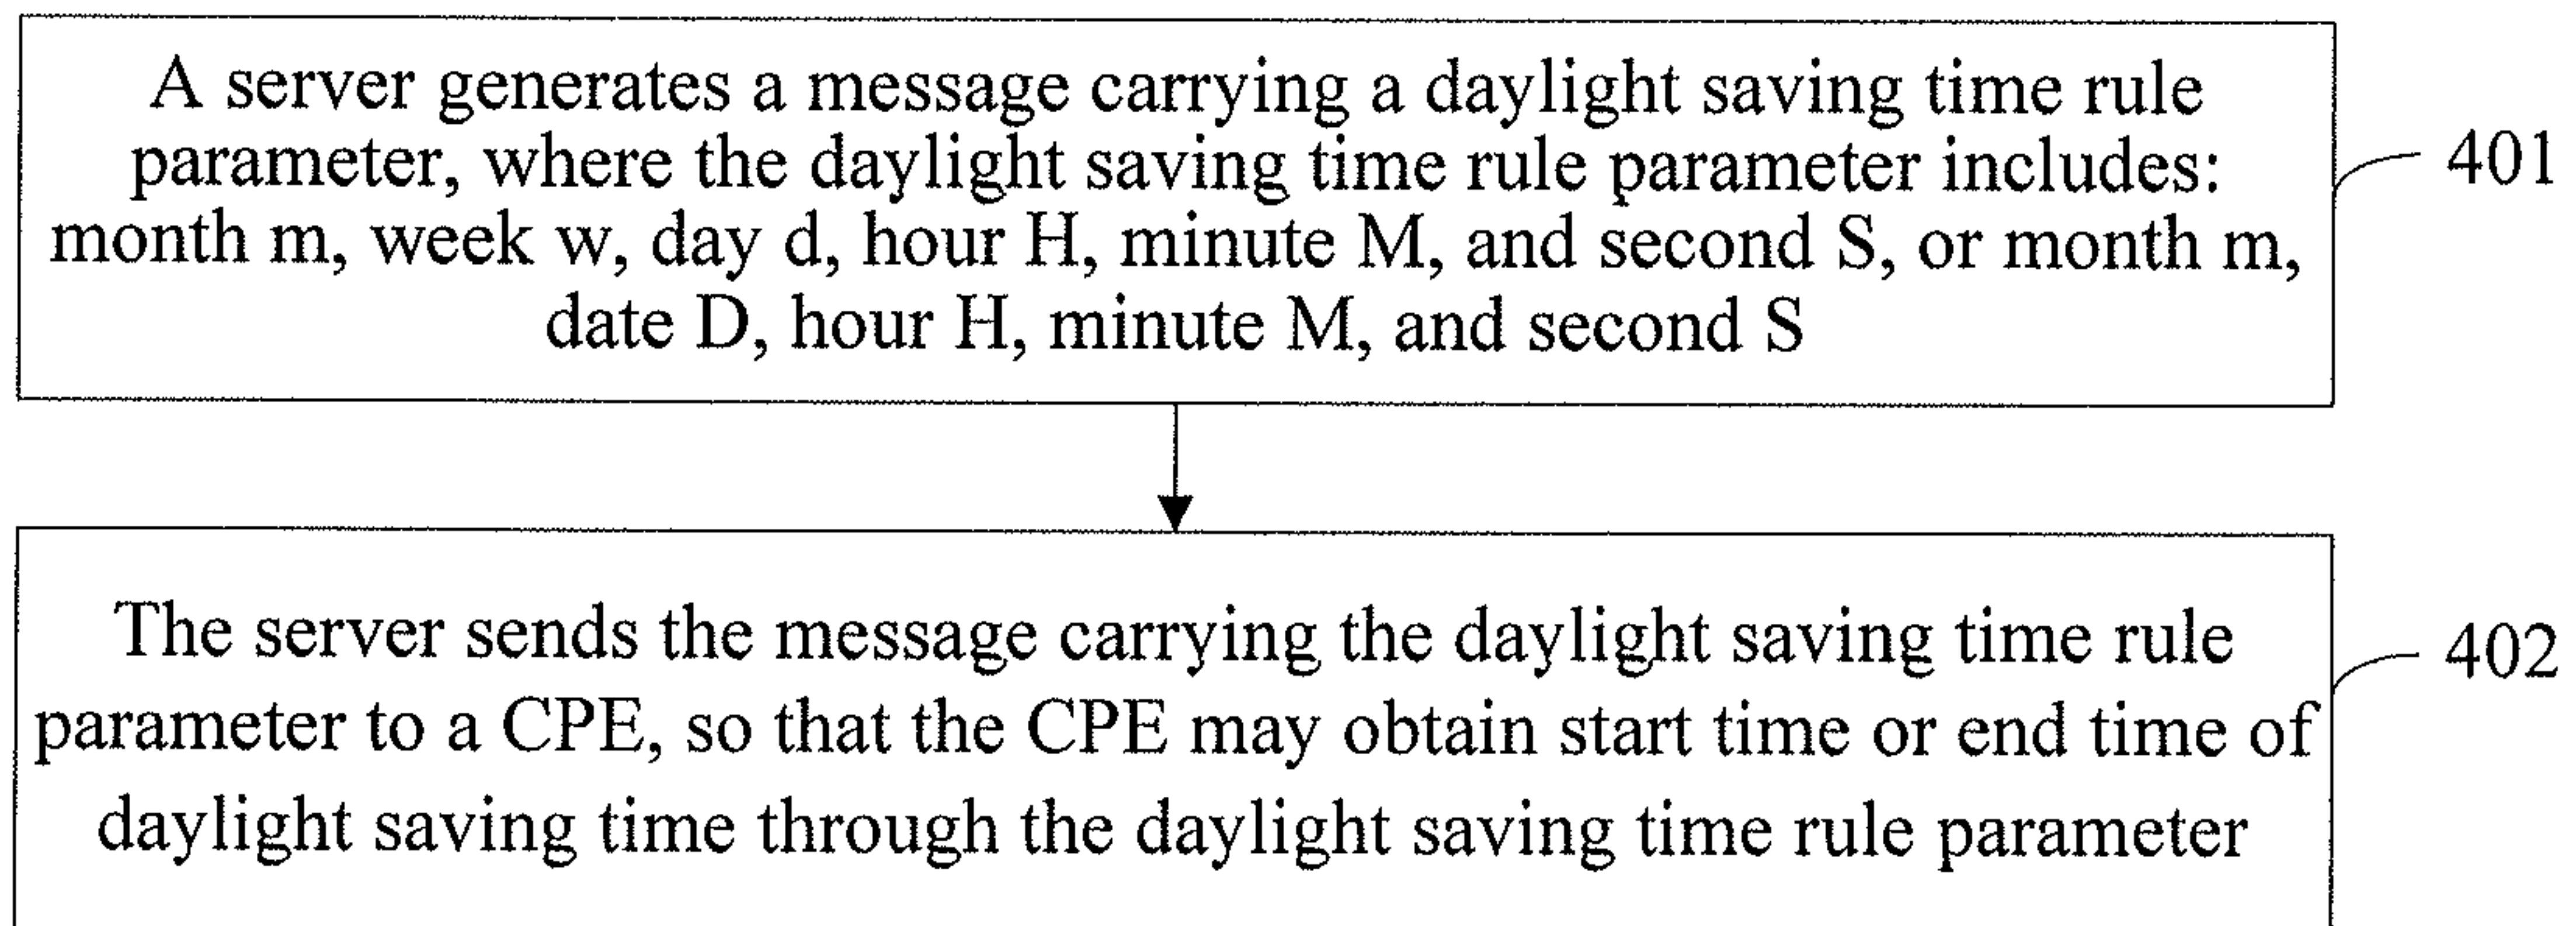 A server generates a message carrying a daylight saving time rule
parameter, where the daylight saving time rule parameter includes:
month m, week w, day d, hour H, minute M, and second S, or month m,
date D, hour H, minute M, and second S
401
The server sends the message carrying the daylight saving time rule
parameter to a CPE, so that the CPE may obtain start time or end time of
daylight saving time through the daylight saving time rule parameter
402